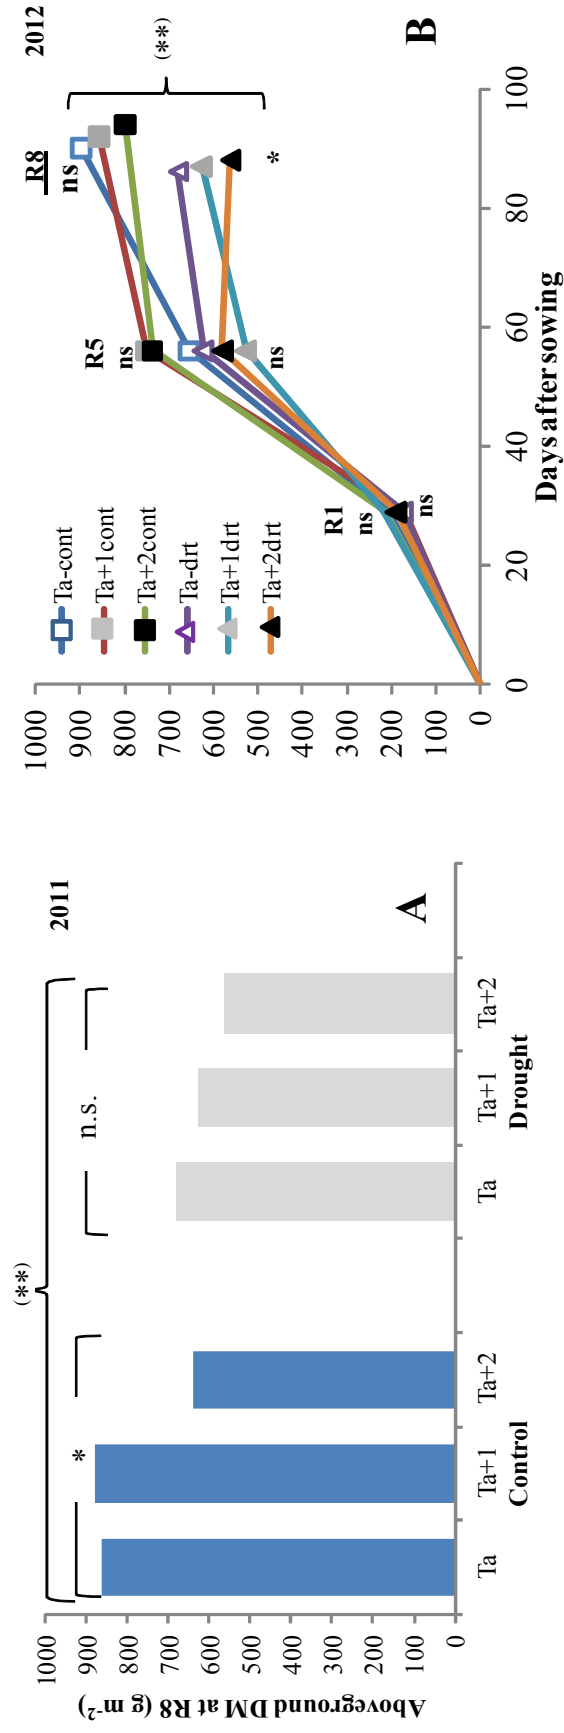 2011
(**)
*
n.s.
1000
900
800
700
600
500
400
300
200
100
0
Aboveground DM at R8 (g m-2)
Ta
Ta+1
Ta+2
Ta
Ta+1
Ta+2
Control
Drought
A
2012
R8
ns
(**)
R5
ns
*
ns
R1
ns
ns
Ta-cont
Ta+1cont
Ta+2cont
Ta-drt
Ta+1drt
Ta+2drt
1000
900
800
700
600
500
400
300
200
100
0
0
20
40
60
80
100
Days after sowing
B